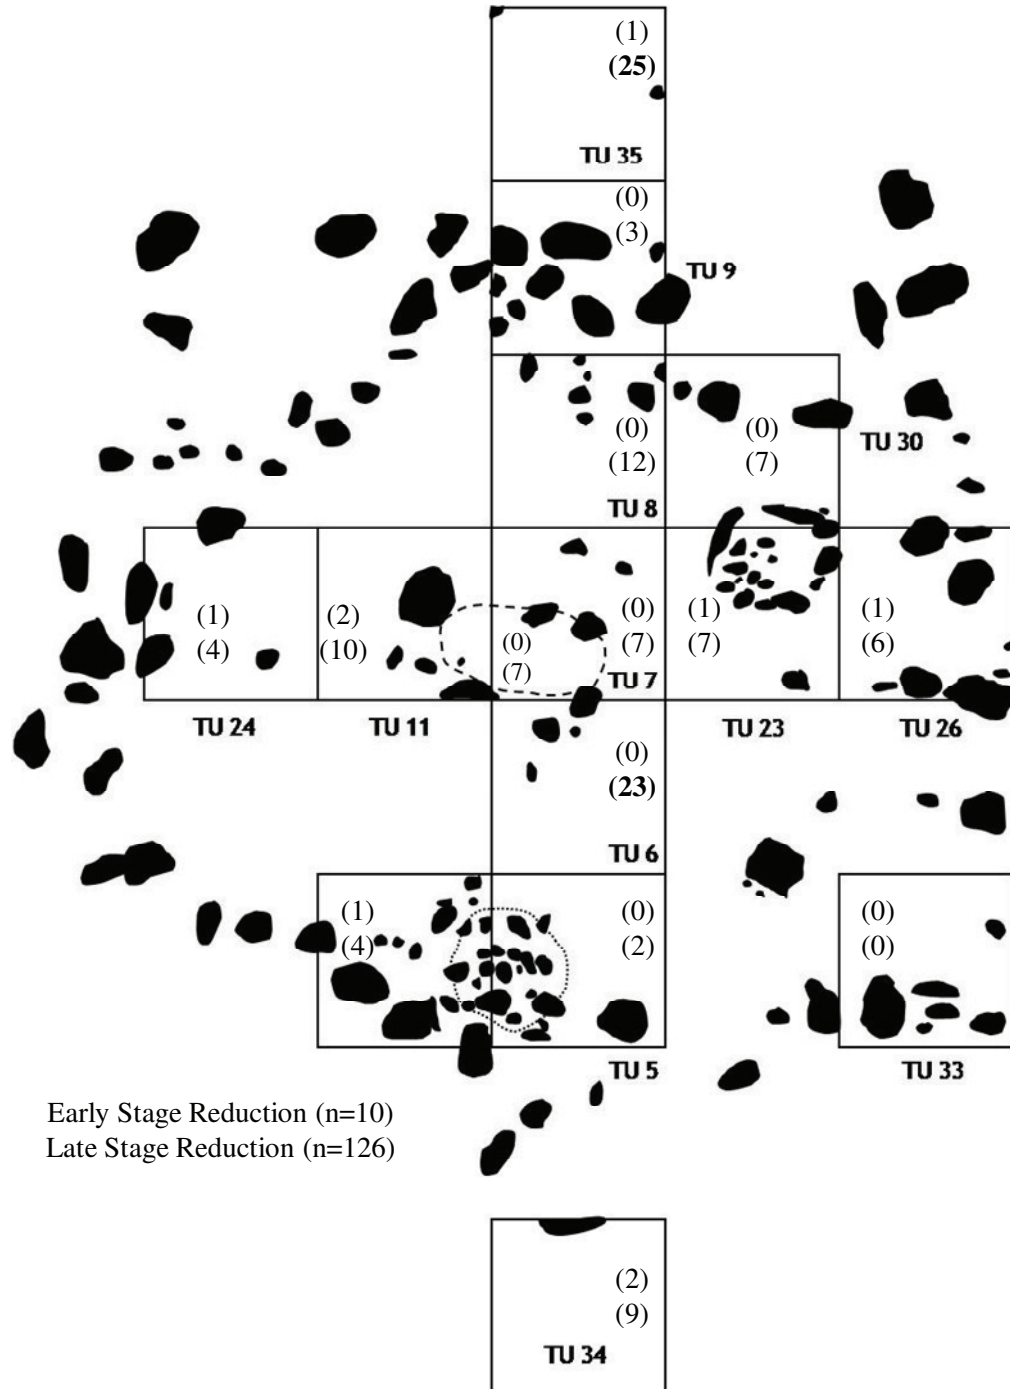 (1)
(25)
TU 35
(0)
(3)
TU 9
(0)
(12)
TU 8
(0)
(7)
TU 30
(1)
(4)
TU 24
(2)
(10)
TU 11
(0)
(7)
(0)
(7)
TU 7
(1)
(7)
TU 23
(1)
(6)
TU 26
(0)
(23)
TU 6
(1)
(4)
(0)
(2)
TU 5
(0)
(0)
TU 33
Early Stage Reduction (n=10)
Late Stage Reduction (n=126)
(2)
(9)
TU 34